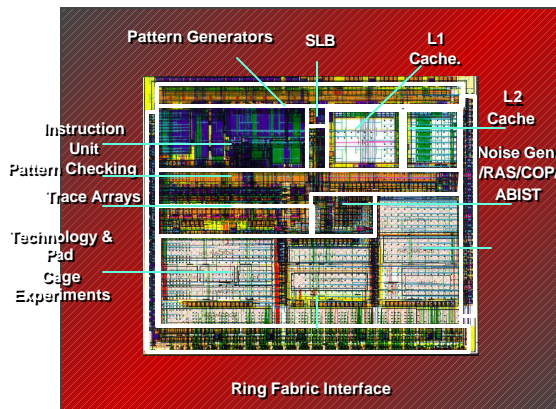 Pattern Generators
SLB
L1
Cache.
L2
Cache
Instruction
Unit
Pattern Checking
Trace Arrays
Noise Gen.
/RAS/COP/
ABIST
Technology &
Pad
Cage
Experiments
Ring Fabric Interface